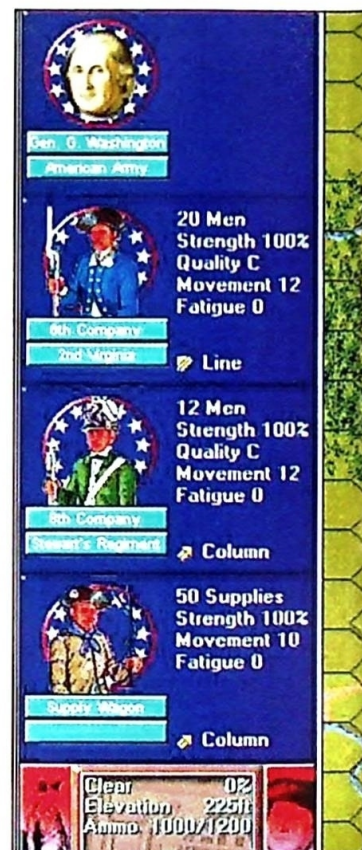 Gen. G. Washington
American Army
20 Men
Strength 100%
Quality C
Movement 12
Fatigue 0
6th Company
2nd Virginia
Line
12 Men
Strength 100%
Quality C
Movement 12
Fatigue 0
8th Company
Stewart's Regiment
Column
50 Supplies
Strength 100%
Movement 10
Fatigue 0
Supply Wagon
Column
Clear 0%
Elevation 225ft
Ammo 1000/1200